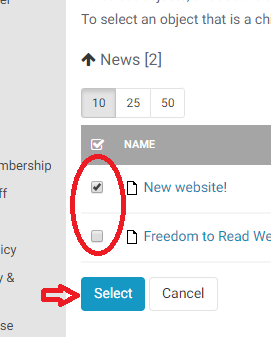 To select an object that is a ch
News [2]
10 25 50
NAME
mbership
New website!
ff
Freedom to Read We
icy
y &
Select Cancel
se